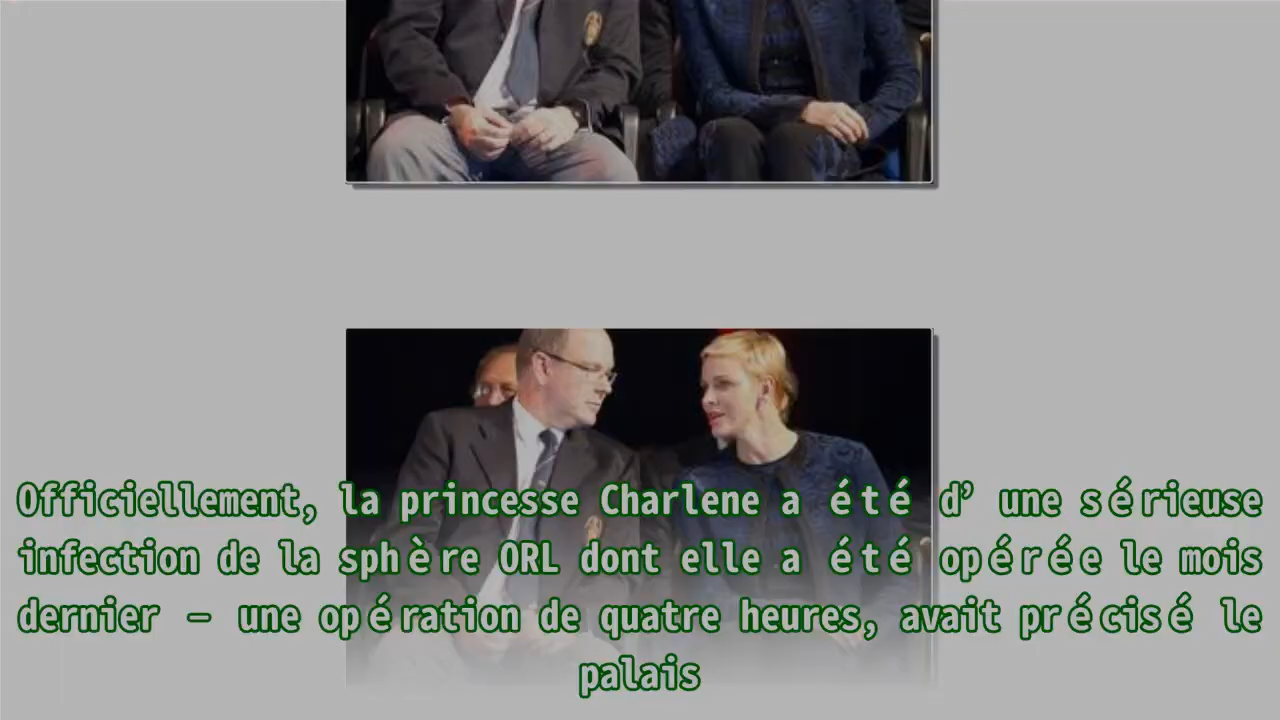 Officiellement, la princesse Charlene a été d’ une sérieuse
infection de la sphère ORL dont elle a été opérée le mois
dernier – une opération de quatre heures, avait précisé le
palais